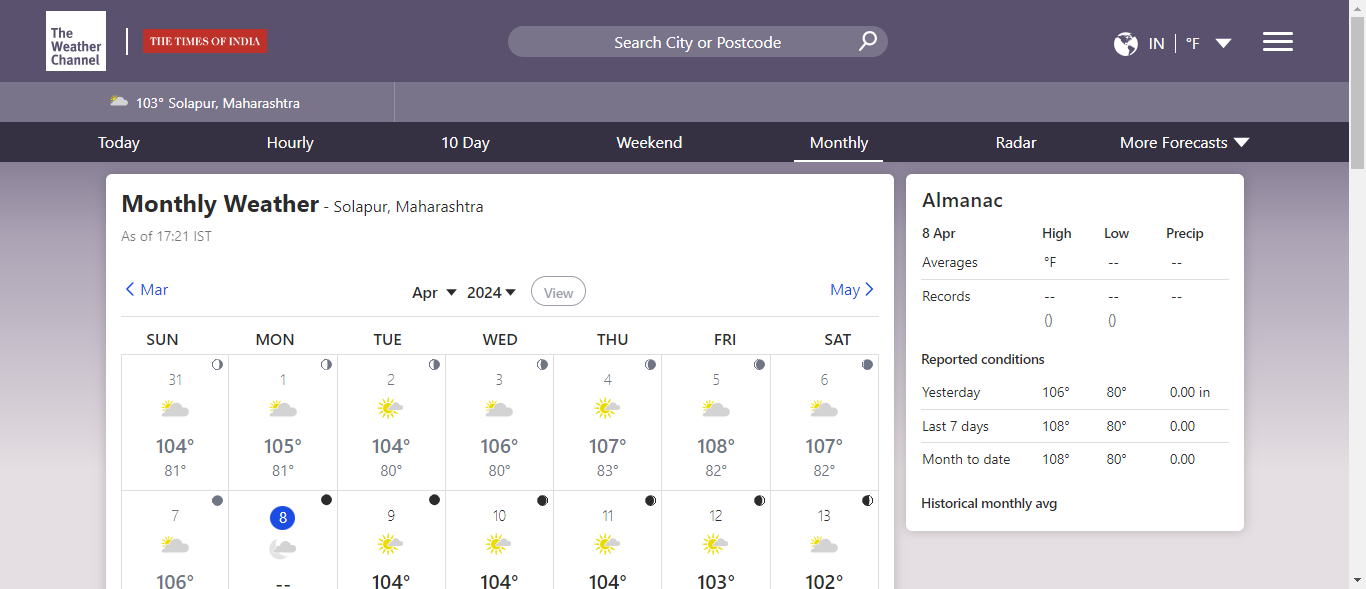 The
Weather
Channel
THE TIMES OF INDIA
Search City or Postcode
IN °F
103° Solapur, Maharashtra
Today Hourly 10 Day Weekend Monthly Radar More Forecasts
Monthly Weather - Solapur, Maharashtra
As of 17:21 IST
Mar Apr 2024 View May
SUN MON TUE WED THU FRI SAT
31 1 2 3 4 5 6
104° 105° 104° 106° 107° 108° 107°
81° 81° 80° 80° 83° 82° 82°
7 8 9 10 11 12 13
106° -- 104° 104° 104° 103° 102°
Almanac
8 Apr High Low Precip
Averages °F -- --
Records -- -- --
() ()
Reported conditions
Yesterday 106° 80° 0.00 in
Last 7 days 108° 80° 0.00
Month to date 108° 80° 0.00
Historical monthly avg